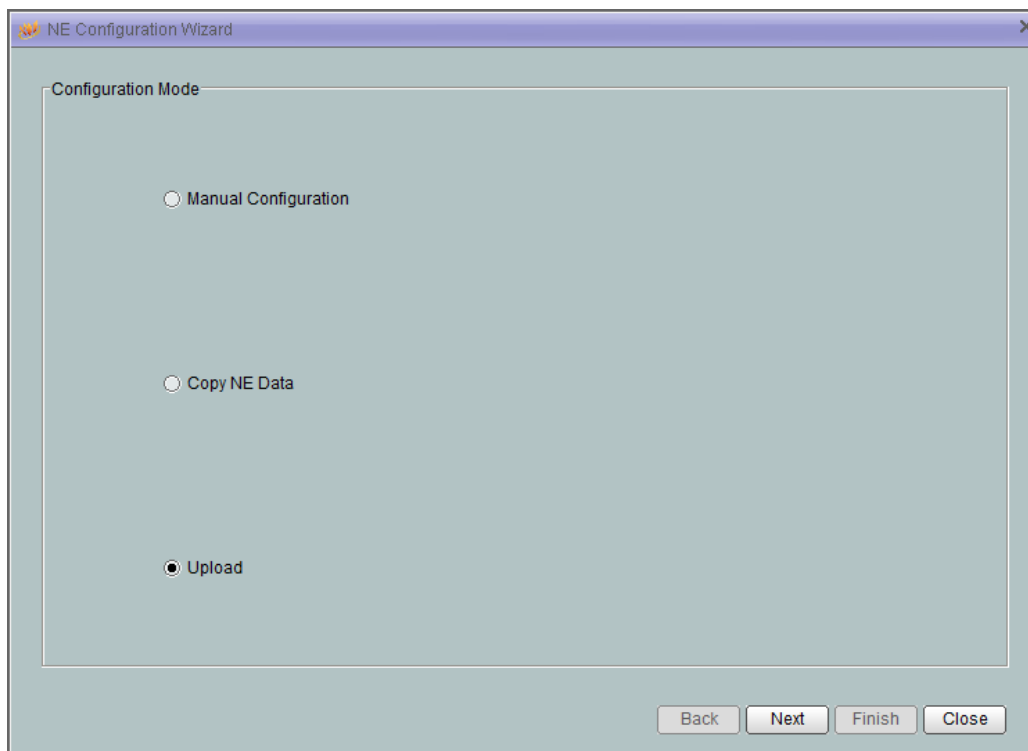 NE Configuration Wizard
Configuration Mode
Manual Configuration
Copy NE Data
Upload
Back Next Finish Close